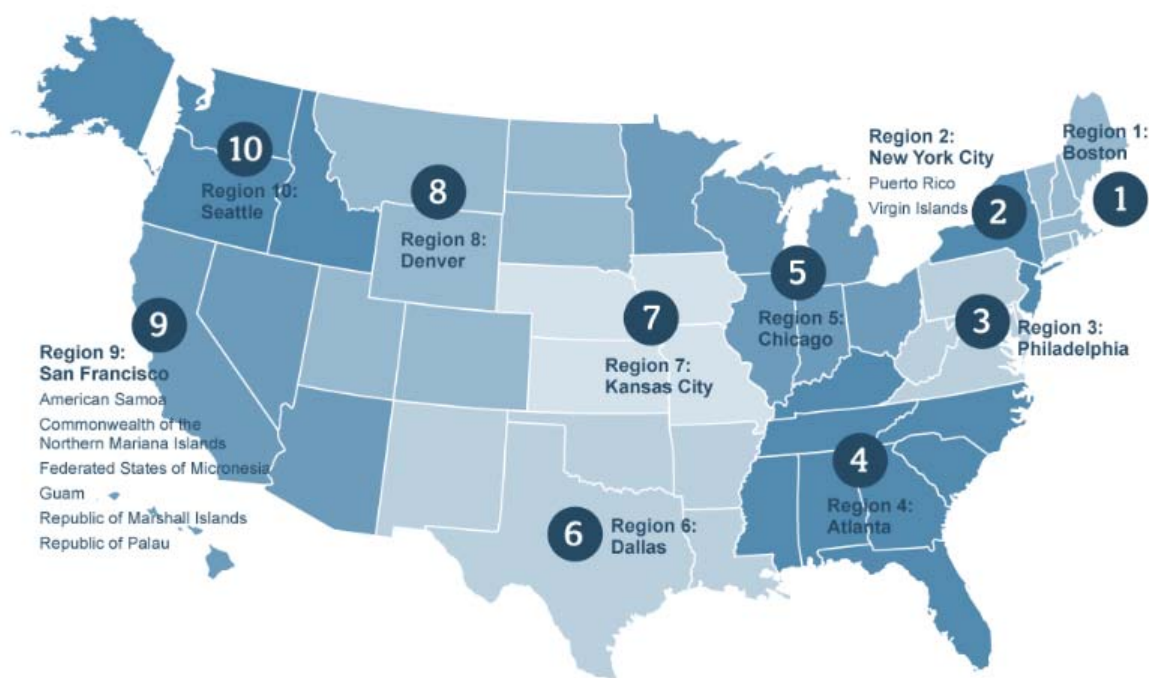 10
Region 10:
Seattle
8
Region 8:
Denver
Region 2:
New York City
Puerto Rico
Virgin Islands
2
Region 1:
Boston
1
9
Region 9:
San Francisco
American Samoa
Commonwealth of the
Northern Mariana Islands
Federated States of Micronesia
Guam
Republic of Marshall Islands
Republic of Palau
7
Region 7:
Kansas City
5
Region 5:
Chicago
3
Region 3:
Philadelphia
6
Region 6:
Dallas
4
Region 4:
Atlanta